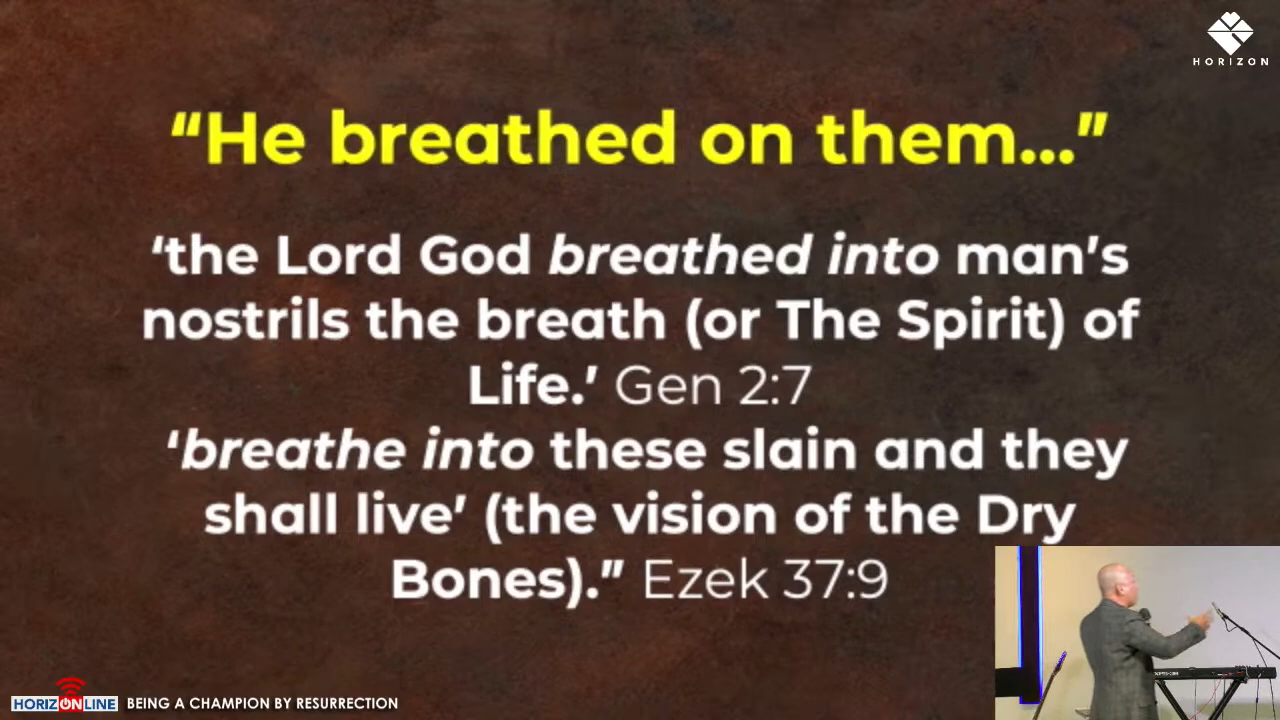 HORIZON
“He breathed on them...”
‘the Lord God breathed into man’s
nostrils the breath (or The Spirit) of
Life.’ Gen 2:7
‘breathe into these slain and they
shall live’ (the vision of the Dry
Bones).” Ezek 37:9
HORIZONLINE BEING A CHAMPION BY RESURRECTION